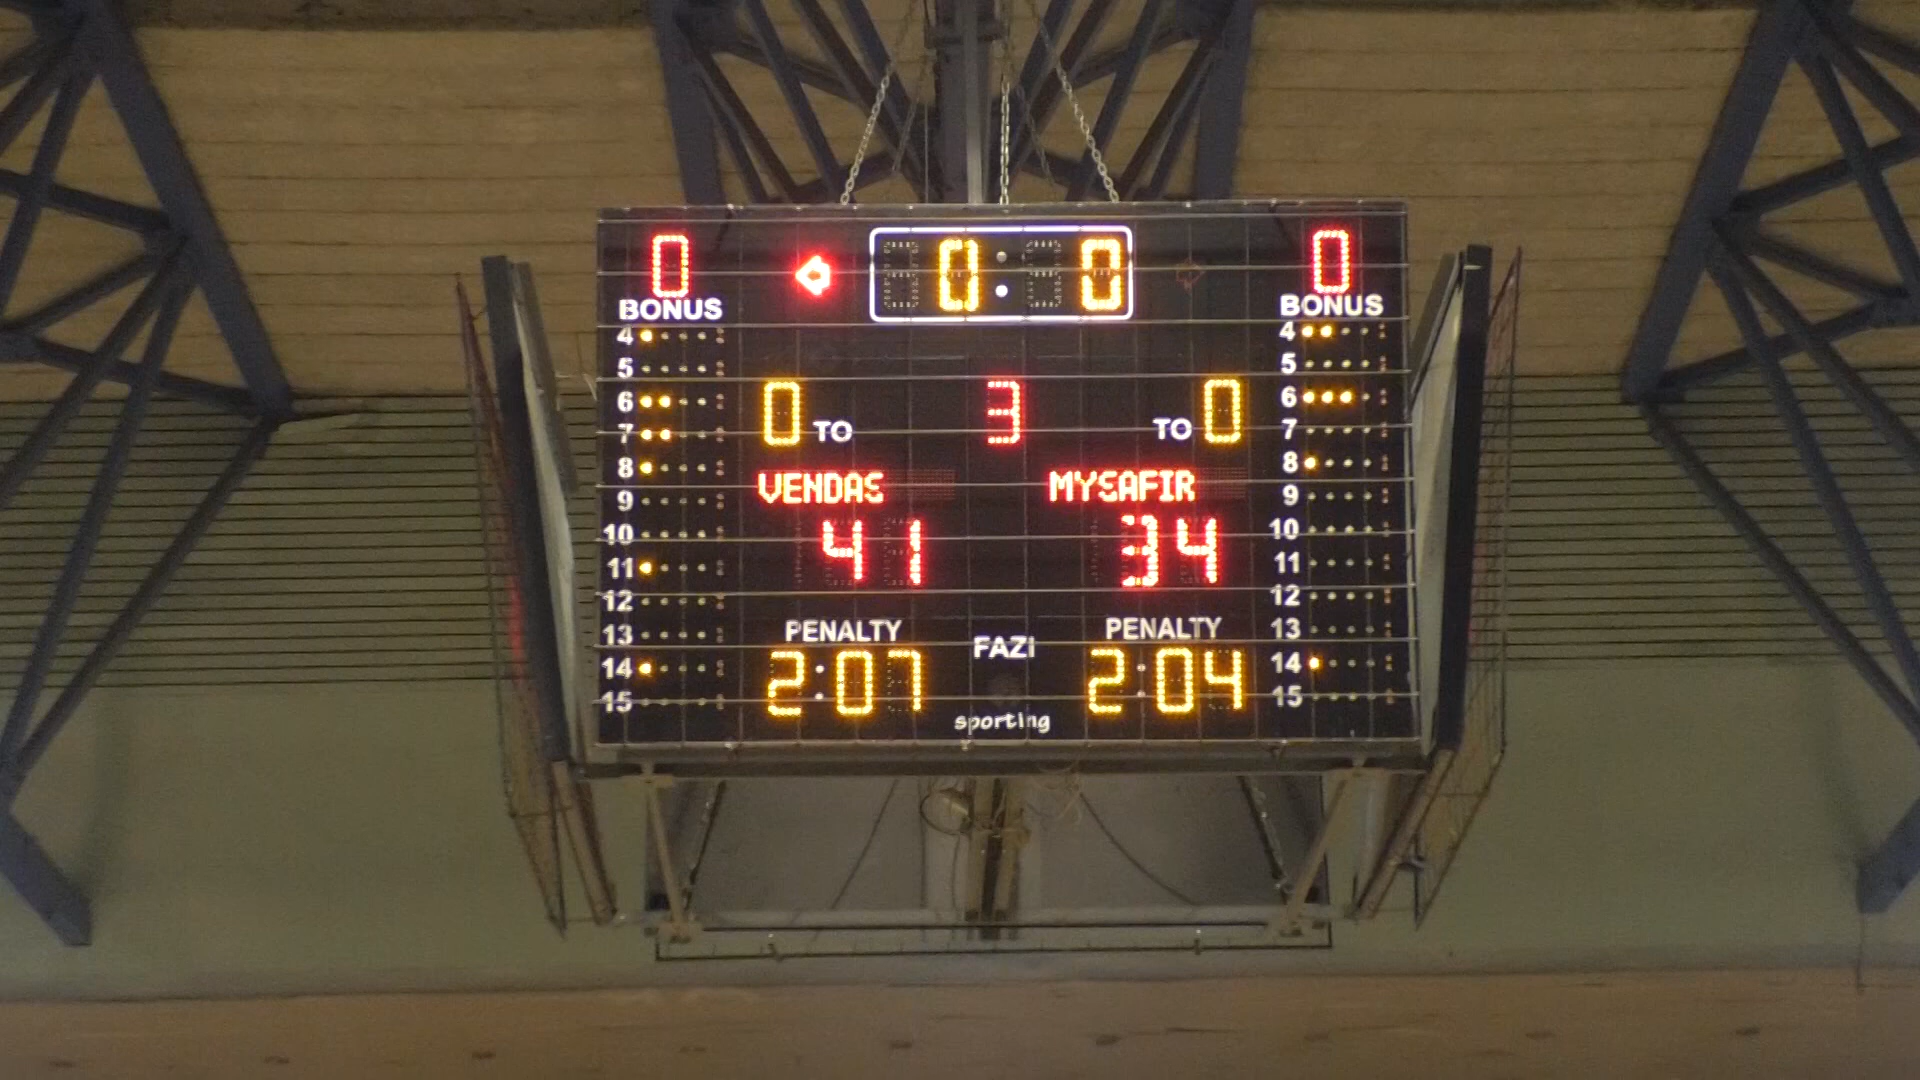 0 0:0 0
BONUS BONUS
4 4
5 5
0 TO 3 TO 0
6 6
7 7
VENDAS MYSAFIR
8 8
9 9
41 34
10 10
11 11
12 12
PENALTY FAZI PENALTY
13 13
2:07 2:04
14 14
15 sporting 15